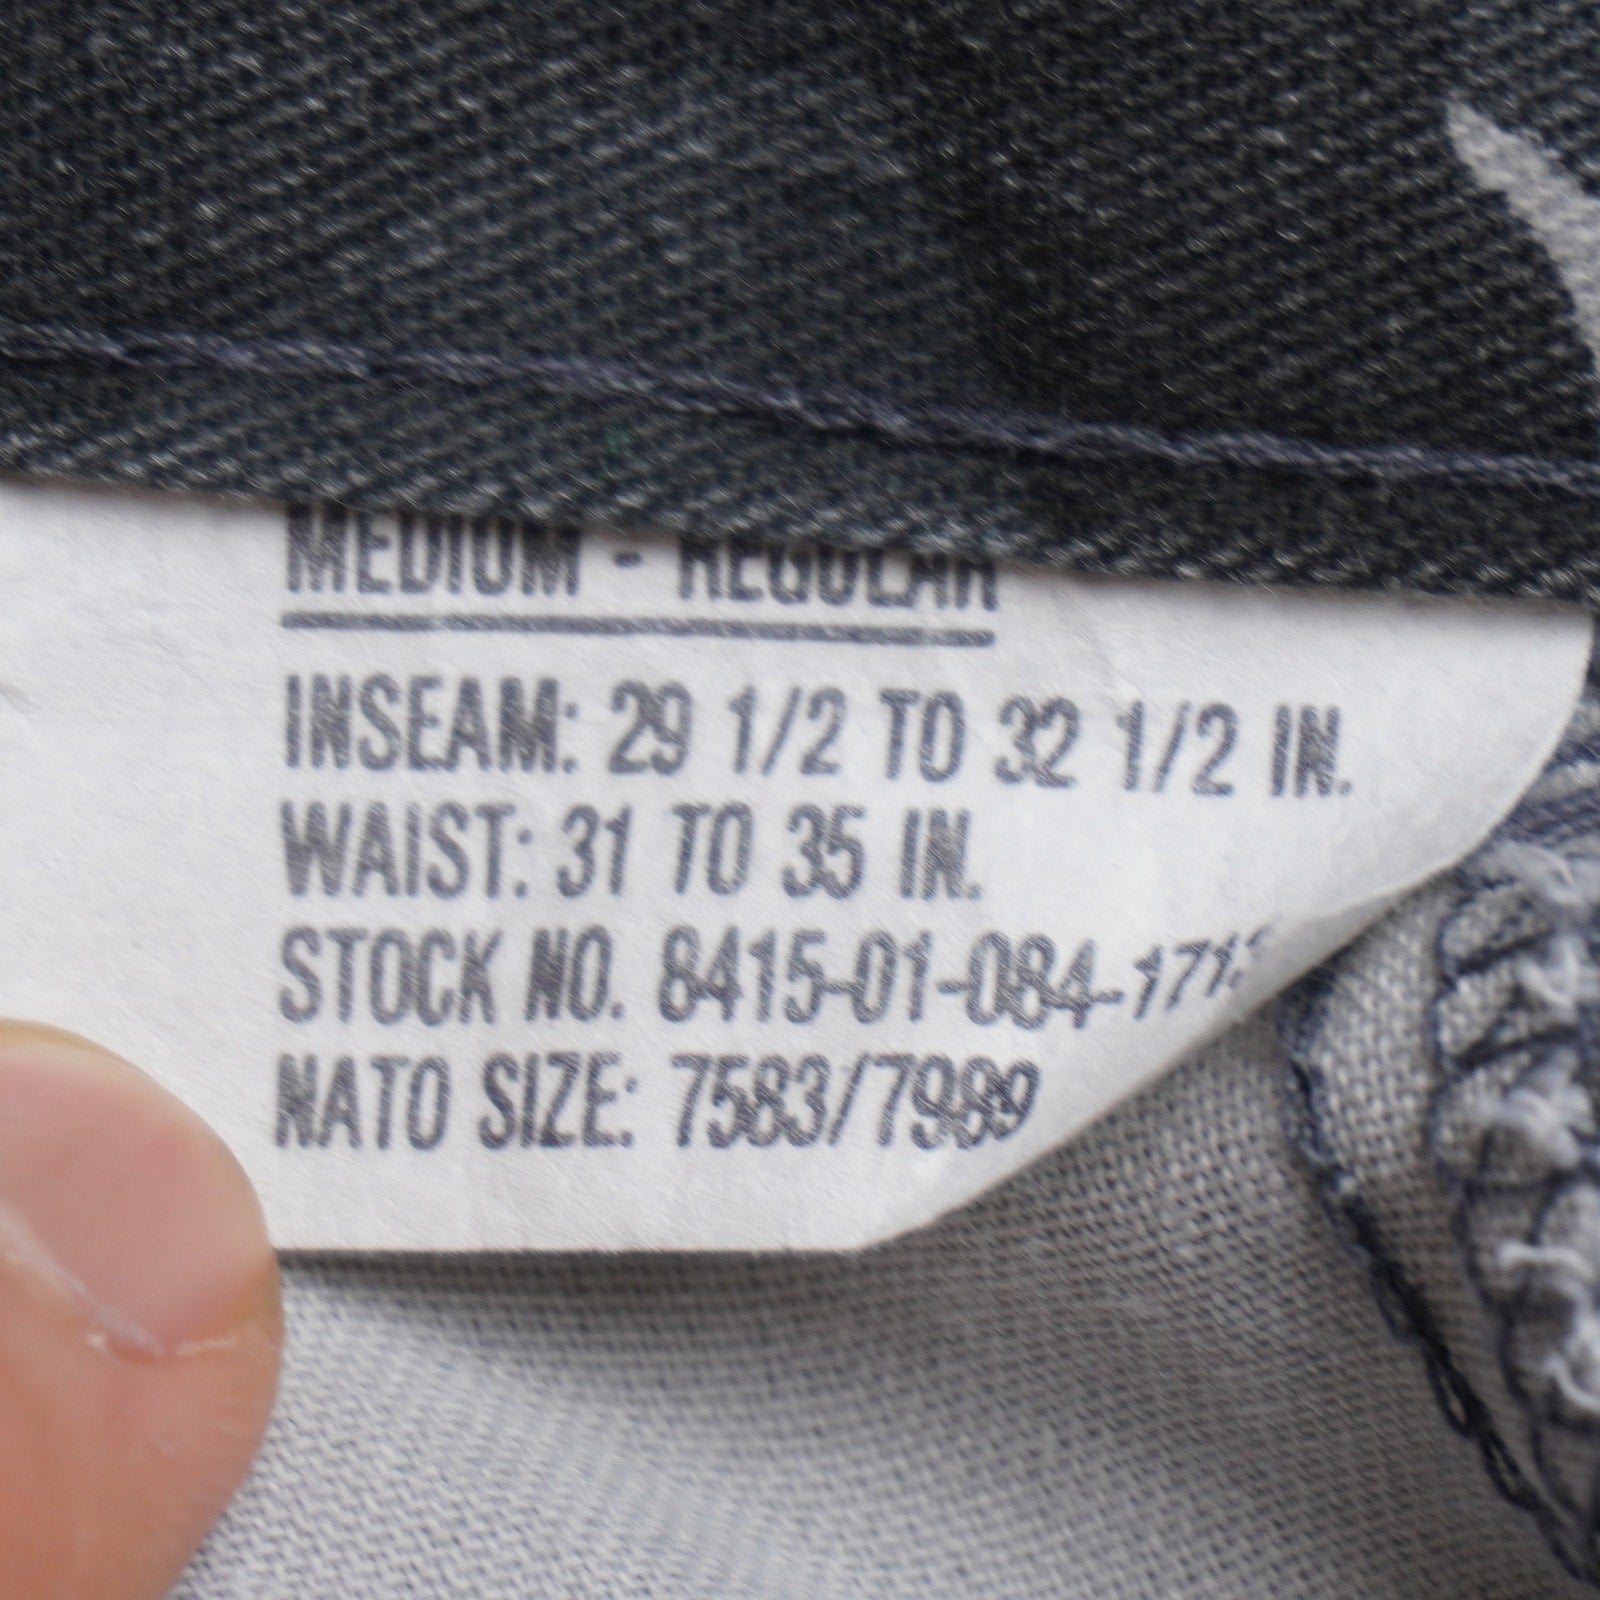 MEDIUM - REGULAR
INSEAM: 29 1/2 TO 32 1/2 IN.
WAIST: 31 TO 35 IN.
STOCK NO. 8415-01-084-171
NATO SIZE: 7583/7989